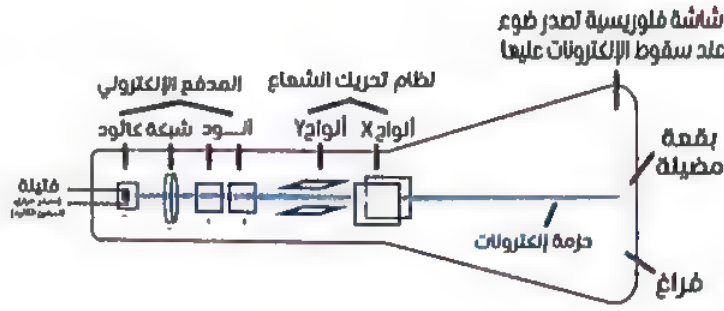 شاشة فلوريسية تصدر ضوء
عند سقوط الإلكترونات عليها
المدفع الإلكتروني
نظام تحريك الشعاع
كاثود
شبكة
انـــود
ألواح Y
ألواح X
بقعة
مضيئة
فتيلة
حزمة إلكترونات
فراغ